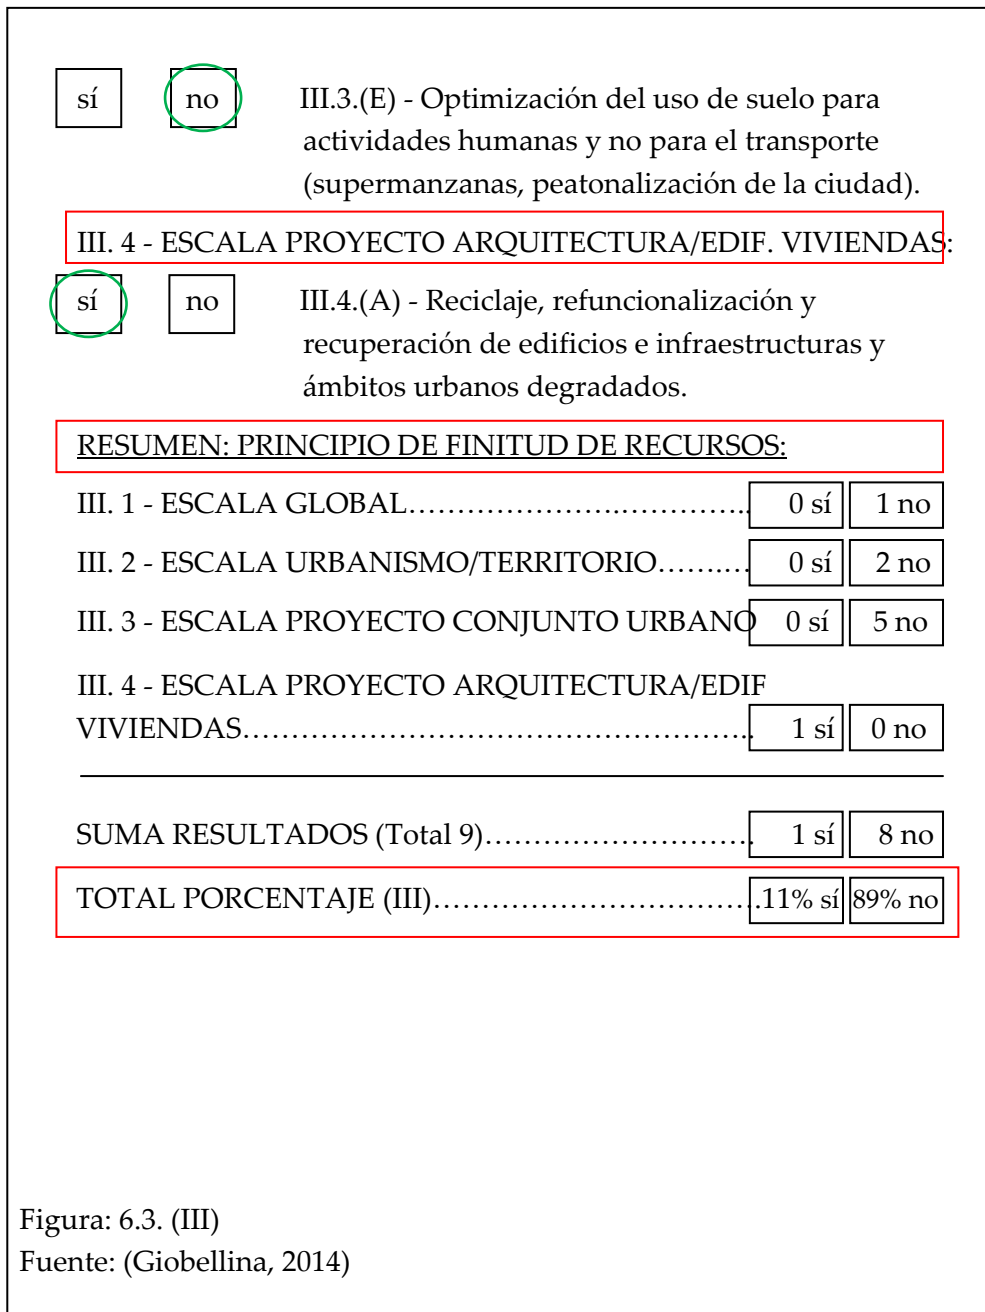 sí no III.3.(E) - Optimización del uso de suelo para
actividades humanas y no para el transporte
(supermanzanas, peatonalización de la ciudad).
III. 4 - ESCALA PROYECTO ARQUITECTURA/EDIF. VIVIENDAS:
sí no III.4.(A) - Reciclaje, refuncionalización y
recuperación de edificios e infraestructuras y
ámbitos urbanos degradados.
RESUMEN: PRINCIPIO DE FINITUD DE RECURSOS:
III. 1 - ESCALA GLOBAL………………….………….. 0 sí 1 no
III. 2 - ESCALA URBANISMO/TERRITORIO…….… 0 sí 2 no
III. 3 - ESCALA PROYECTO CONJUNTO URBANO 0 sí 5 no
III. 4 - ESCALA PROYECTO ARQUITECTURA/EDIF
VIVIENDAS…………………………………………….. 1 sí 0 no
SUMA RESULTADOS (Total 9)………………………. 1 sí 8 no
TOTAL PORCENTAJE (III)…………………………….11% sí 89% no
Figura: 6.3. (III)
Fuente: (Giobellina, 2014)